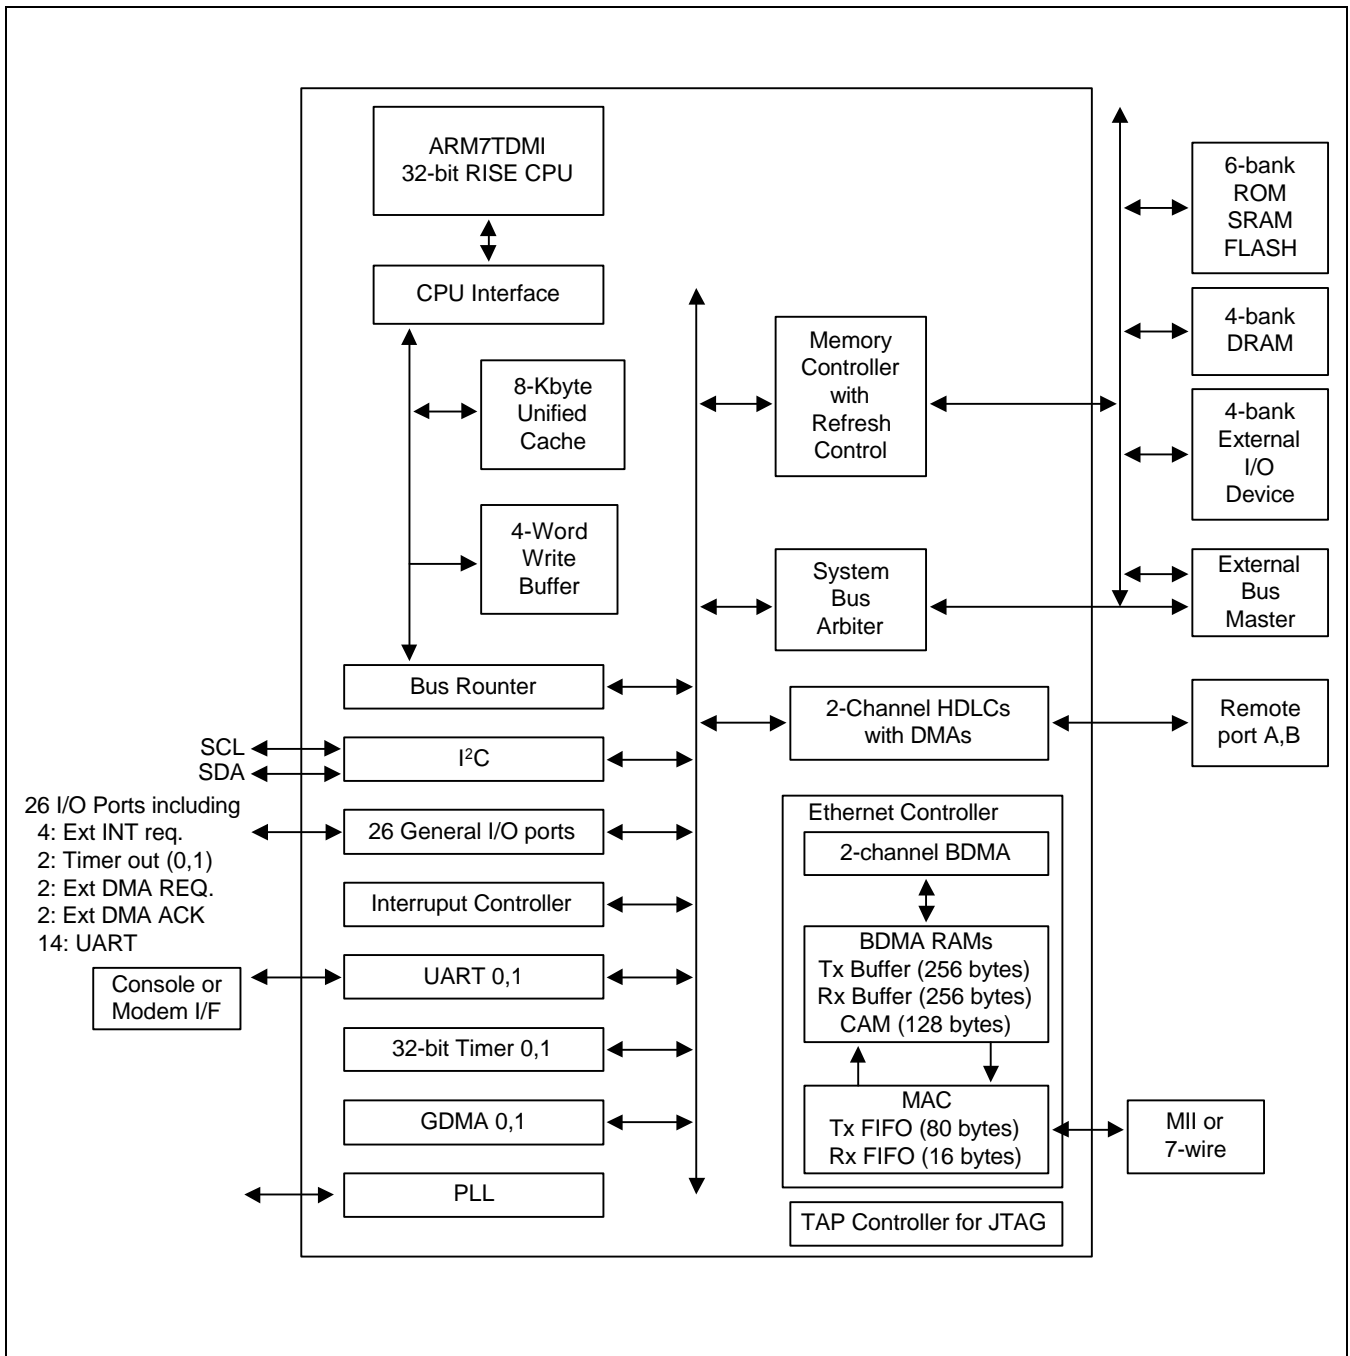 ARM7TDMI
32-bit RISE CPU
CPU Interface
8-Kbyte
Unified
Cache
4-Word
Write
Buffer
Bus Rounter
SCL
SDA
I²C
26 I/O Ports including
4: Ext INT req.
2: Timer out (0,1)
2: Ext DMA REQ.
2: Ext DMA ACK
14: UART
26 General I/O ports
Interruput Controller
Console or
Modem I/F
UART 0,1
32-bit Timer 0,1
GDMA 0,1
PLL
Memory
Controller
with
Refresh
Control
System
Bus
Arbiter
2-Channel HDLCs
with DMAs
Ethernet Controller
2-channel BDMA
BDMA RAMs
Tx Buffer (256 bytes)
Rx Buffer (256 bytes)
CAM (128 bytes)
MAC
Tx FIFO (80 bytes)
Rx FIFO (16 bytes)
TAP Controller for JTAG
6-bank
ROM
SRAM
FLASH
4-bank
DRAM
4-bank
External
I/O
Device
External
Bus
Master
Remote
port A,B
MII or
7-wire